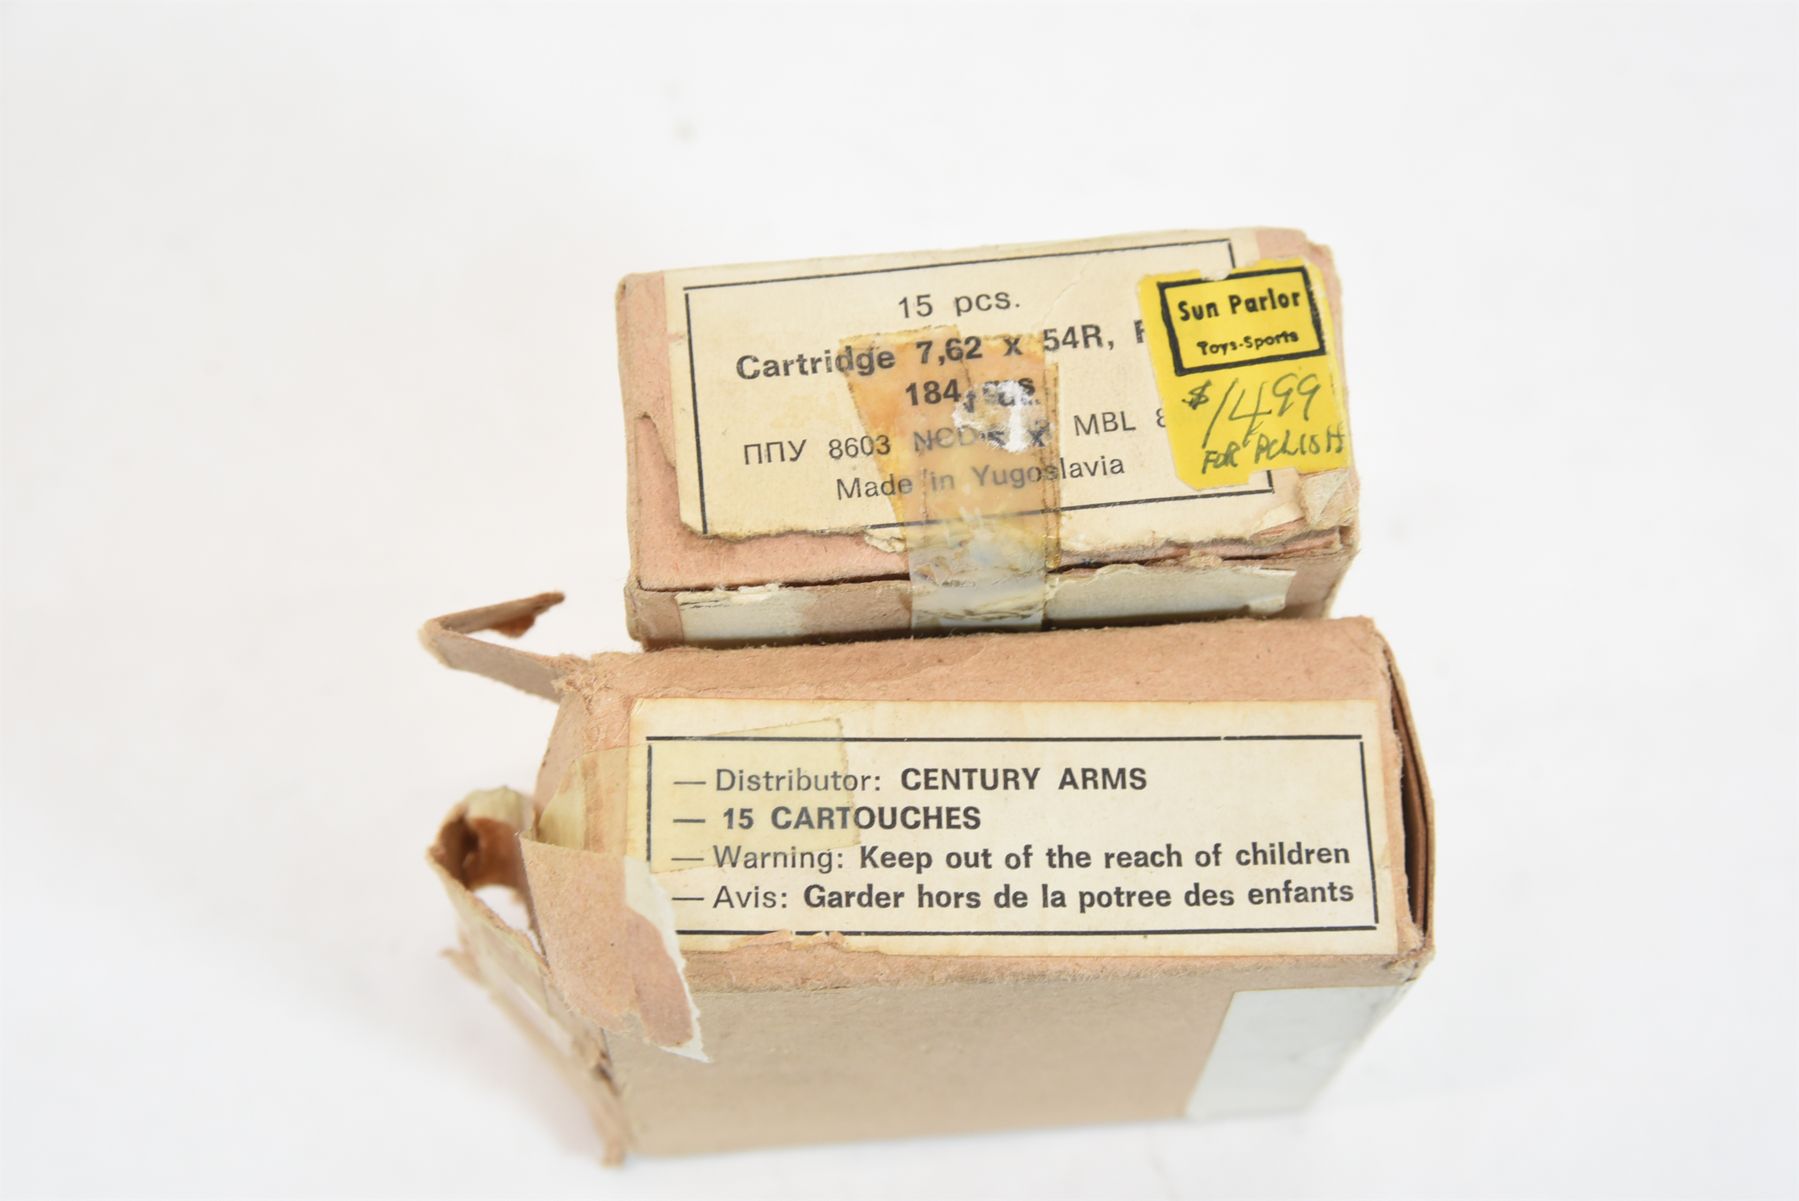 15 pcs.
Cartridge 7,62 x 54R,
184
ППУ 8603 MBL
Made in Yugoslavia
Sun Parlor
Toys-Sports
$1499
FOR POLISH
— Distributor: CENTURY ARMS
— 15 CARTOUCHES
— Warning: Keep out of the reach of children
— Avis: Garder hors de la potree des enfants